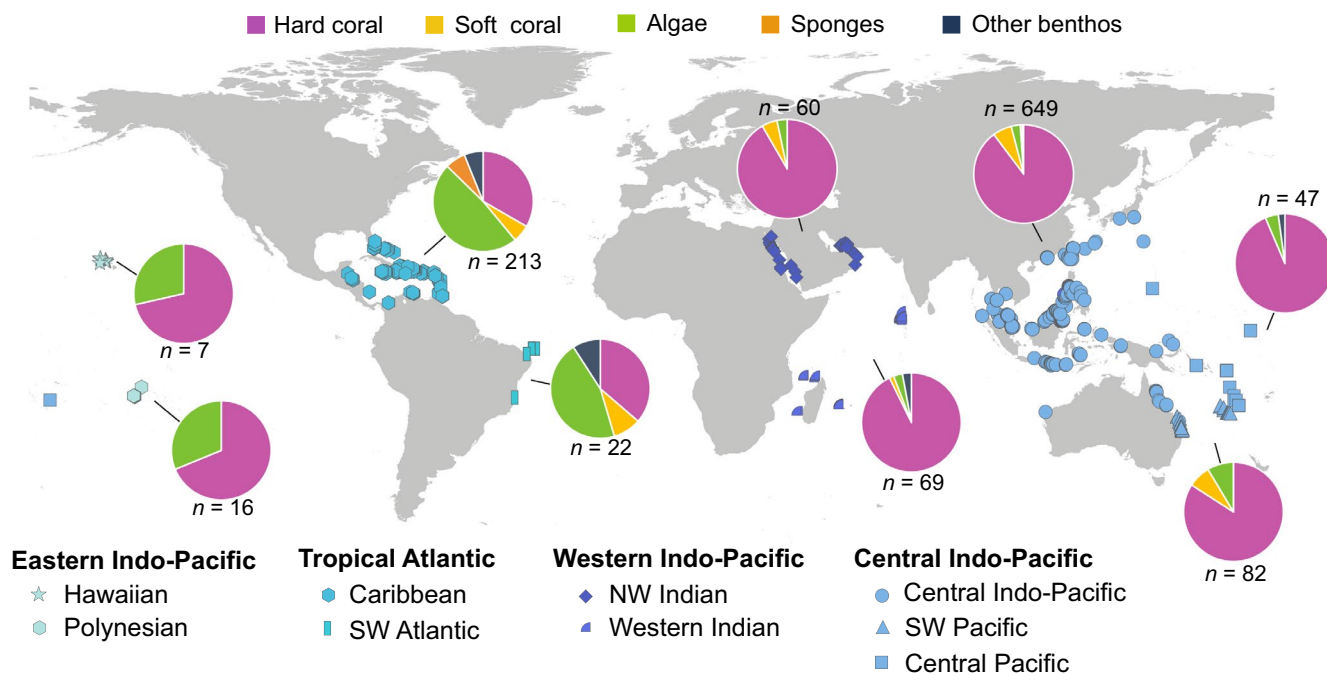 Hard coral Soft coral Algae Sponges Other benthos
n = 60
n = 649
n = 47
n = 213
n = 7
n = 22
n = 69
n = 16
n = 82
Eastern Indo-Pacific
Hawaiian
Polynesian
Tropical Atlantic
Caribbean
SW Atlantic
Western Indo-Pacific
NW Indian
Western Indian
Central Indo-Pacific
Central Indo-Pacific
SW Pacific
Central Pacific